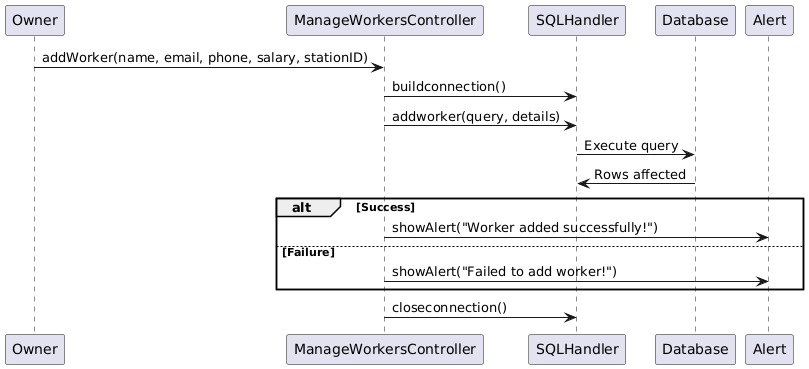 Owner ManageWorkersController SQLHandler Database Alert
addWorker(name, email, phone, salary, stationID)
buildconnection()
addworker(query, details)
Execute query
Rows affected
alt [Success]
showAlert("Worker added successfully!")
[Failure]
showAlert("Failed to add worker!")
closeconnection()
Owner ManageWorkersController SQLHandler Database Alert